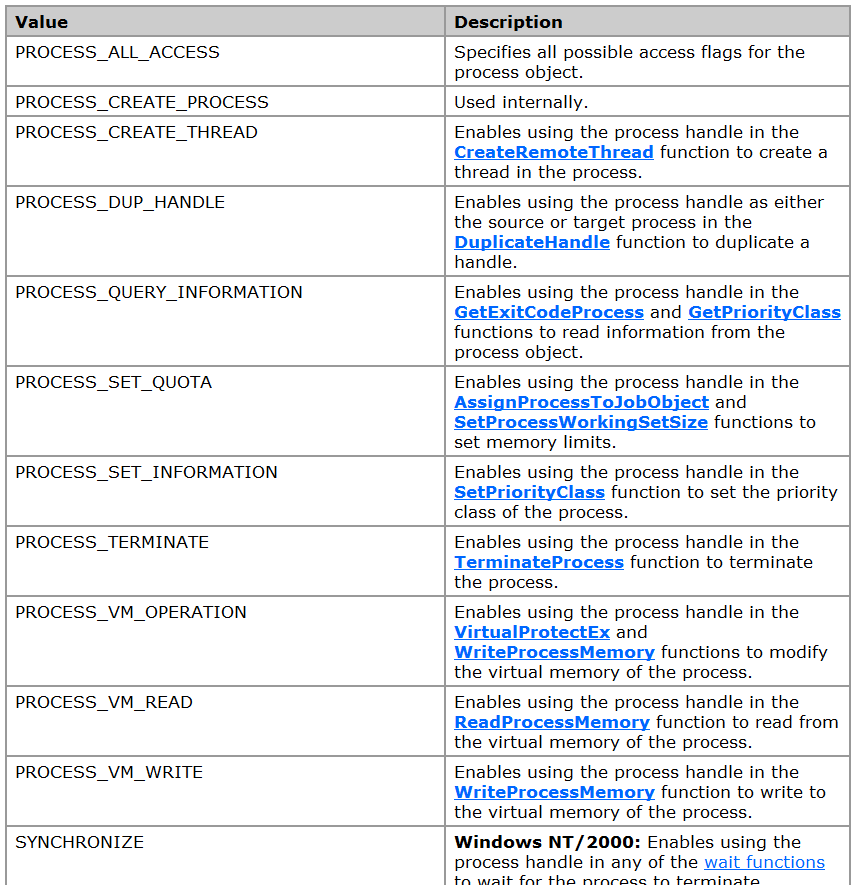 Value Description
PROCESS_ALL_ACCESS Specifies all possible access flags for the
process object.
PROCESS_CREATE_PROCESS Used internally.
PROCESS_CREATE_THREAD Enables using the process handle in the
CreateRemoteThread function to create a
thread in the process.
PROCESS_DUP_HANDLE Enables using the process handle as either
the source or target process in the
DuplicateHandle function to duplicate a
handle.
PROCESS_QUERY_INFORMATION Enables using the process handle in the
GetExitCodeProcess and GetPriorityClass
functions to read information from the
process object.
PROCESS_SET_QUOTA Enables using the process handle in the
AssignProcessToJobObject and
SetProcessWorkingSetSize functions to
set memory limits.
PROCESS_SET_INFORMATION Enables using the process handle in the
SetPriorityClass function to set the priority
class of the process.
PROCESS_TERMINATE Enables using the process handle in the
TerminateProcess function to terminate
the process.
PROCESS_VM_OPERATION Enables using the process handle in the
VirtualProtectEx and
WriteProcessMemory functions to modify
the virtual memory of the process.
PROCESS_VM_READ Enables using the process handle in the
ReadProcessMemory function to read from
the virtual memory of the process.
PROCESS_VM_WRITE Enables using the process handle in the
WriteProcessMemory function to write to
the virtual memory of the process.
SYNCHRONIZE Windows NT/2000: Enables using the
process handle in any of the wait functions
to wait for the process to terminate.